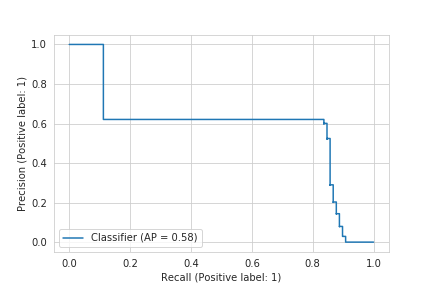 1.0
0.8
0.6
0.4
0.2
0.0
Precision (Positive label: 1)
Classifier (AP = 0.58)
0.0 0.2 0.4 0.6 0.8 1.0
Recall (Positive label: 1)